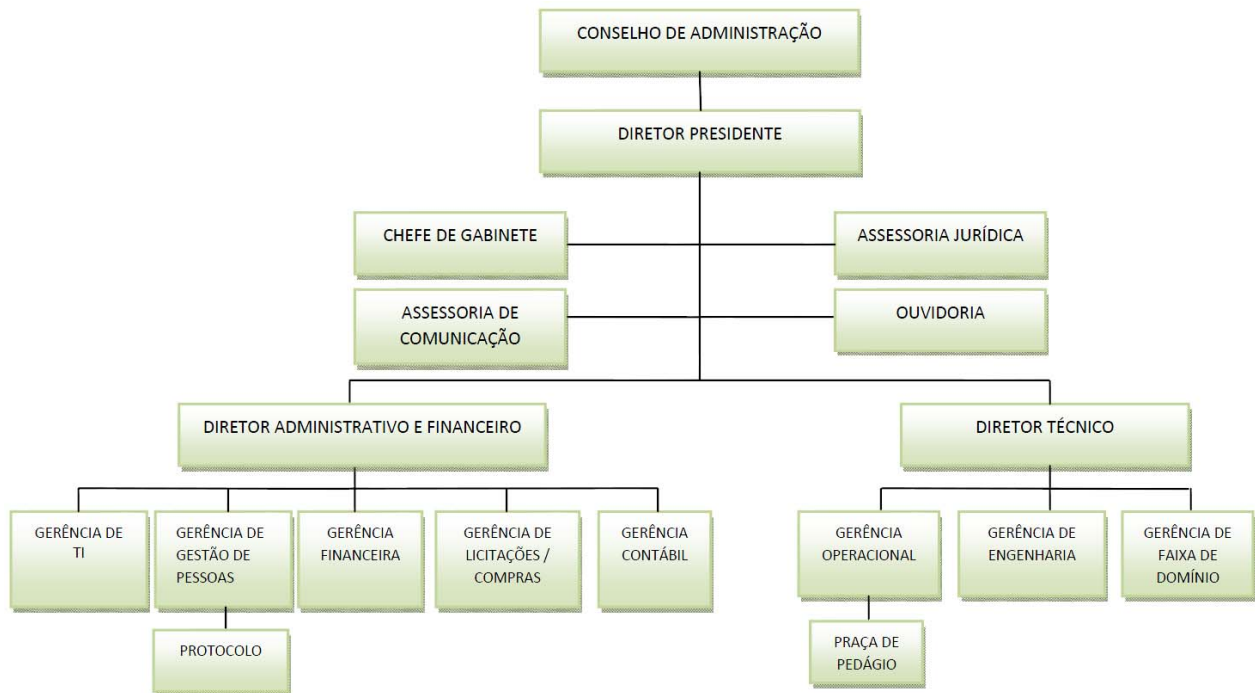 CONSELHO DE ADMINISTRAÇÃO
DIRETOR PRESIDENTE
CHEFE DE GABINETE
ASSESSORIA JURÍDICA
ASSESSORIA DE
COMUNICAÇÃO
OUVIDORIA
DIRETOR ADMINISTRATIVO E FINANCEIRO
DIRETOR TÉCNICO
GERÊNCIA DE
TI
GERÊNCIA DE
GESTÃO DE
PESSOAS
GERÊNCIA
FINANCEIRA
GERÊNCIA DE
LICITAÇÕES /
COMPRAS
GERÊNCIA
CONTÁBIL
GERÊNCIA
OPERACIONAL
GERÊNCIA DE
ENGENHARIA
GERÊNCIA DE
FAIXA DE
DOMÍNIO
PROTOCOLO
PRAÇA DE
PEDÁGIO